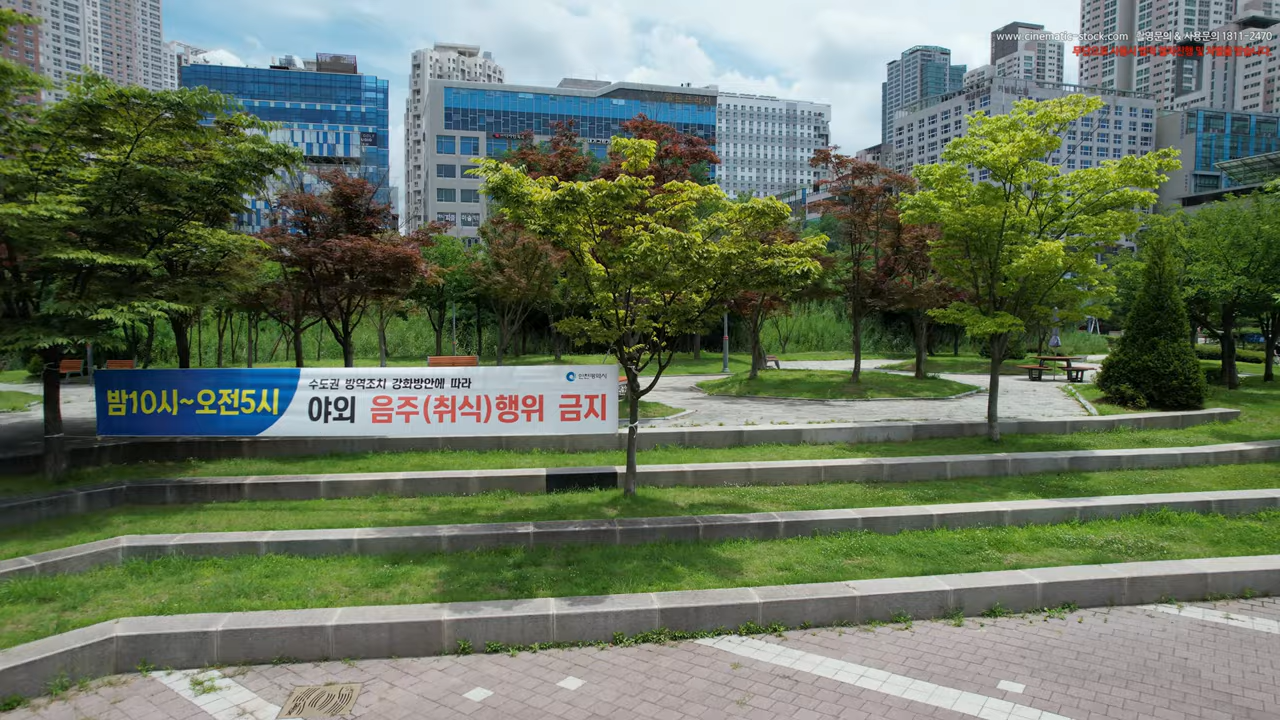 www.cinematic-stock.com 촬영문의 & 사용문의 1811-2470
밤10시~오전5시
수도권 방역조치 강화방안에 따라
인천광역시
야외 음주(취식)행위 금지